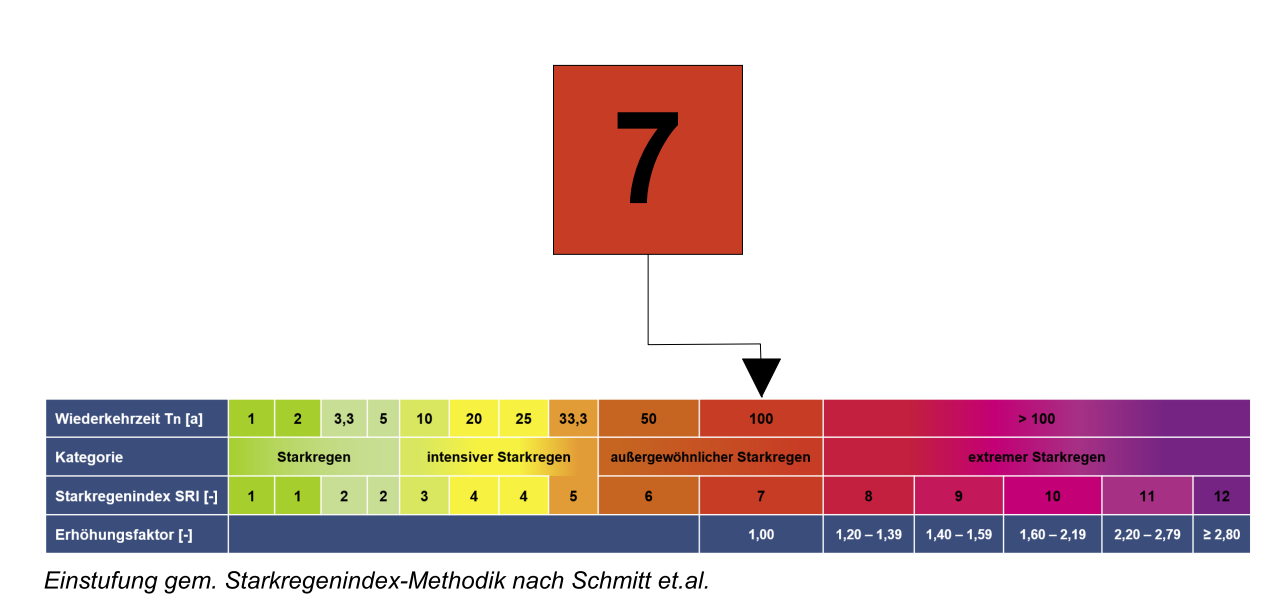 7
Wiederkehrzeit Tn [a] 1 2 3,3 5 10 20 25 33,3 50 100 > 100
Kategorie Starkregen intensiver Starkregen außergewöhnlicher Starkregen extremer Starkregen
Starkregenindex SRI [-] 1 1 2 2 3 4 4 5 6 7 8 9 10 11 12
Erhöhungsfaktor [-] 1,00 1,20 – 1,39 1,40 – 1,59 1,60 – 2,19 2,20 – 2,79 ≥ 2,80
Einstufung gem. Starkregenindex-Methodik nach Schmitt et.al.